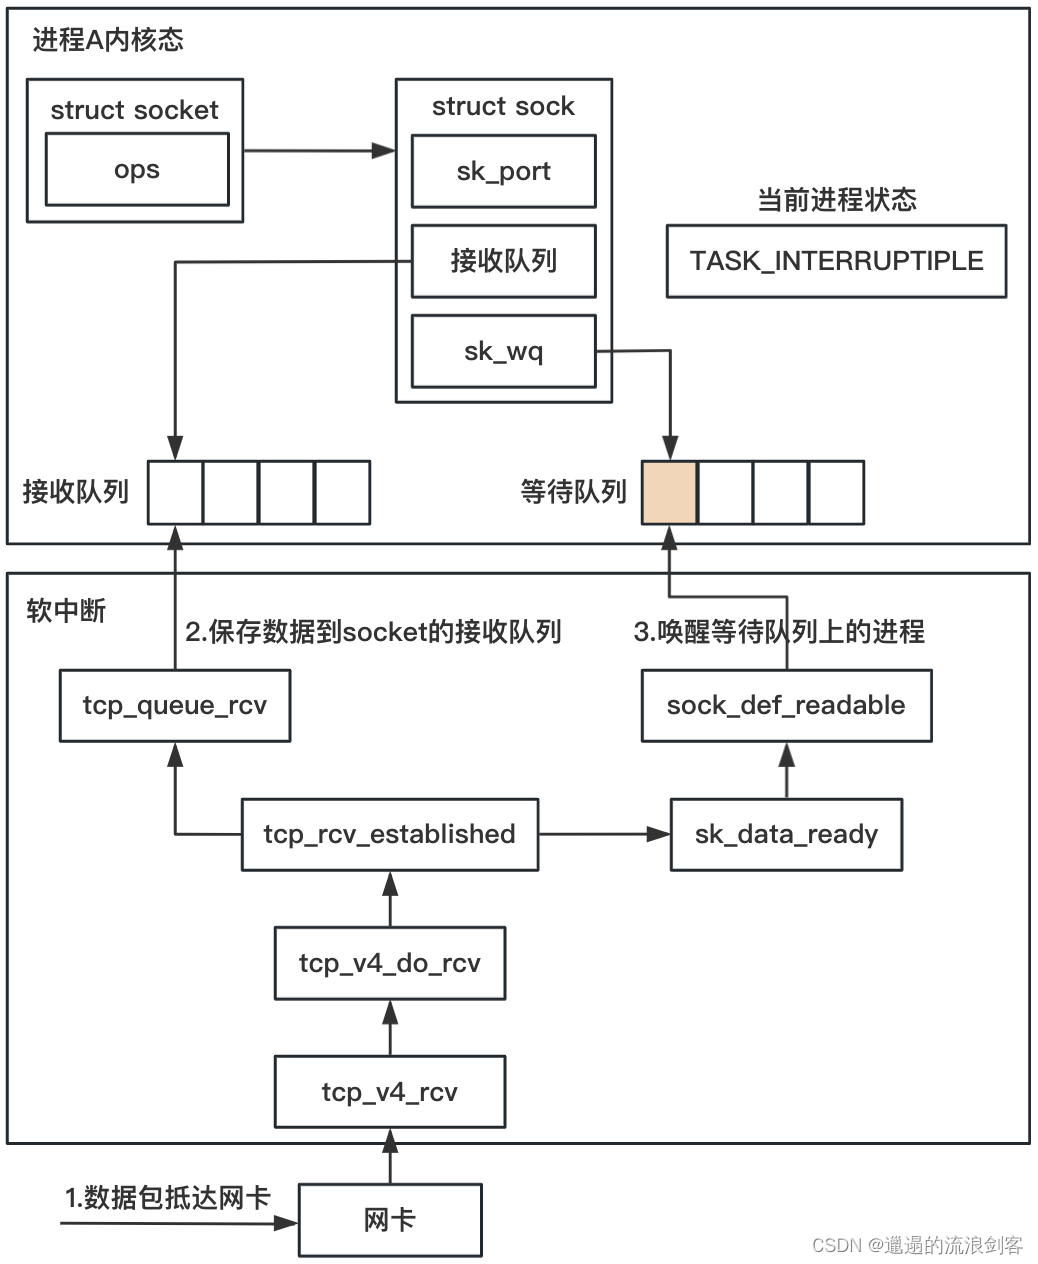 进程A内核态
struct socket
ops
struct sock
sk_port
接收队列
sk_wq
当前进程状态
TASK_INTERRUPTIPLE
接收队列
等待队列
软中断
2.保存数据到socket的接收队列
3.唤醒等待队列上的进程
tcp_queue_rcv
sock_def_readable
tcp_rcv_established
sk_data_ready
tcp_v4_do_rcv
tcp_v4_rcv
1.数据包抵达网卡
网卡
CSDN @邋遢的流浪剑客